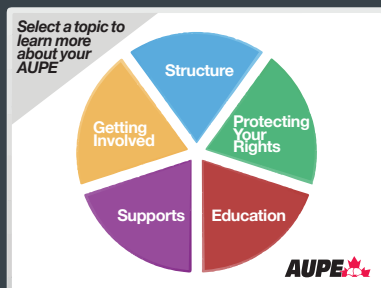 Select a topic to
learn more
about your
AUPE
Structure
Getting
Involved
Protecting
Your
Rights
Supports
Education
AUPE